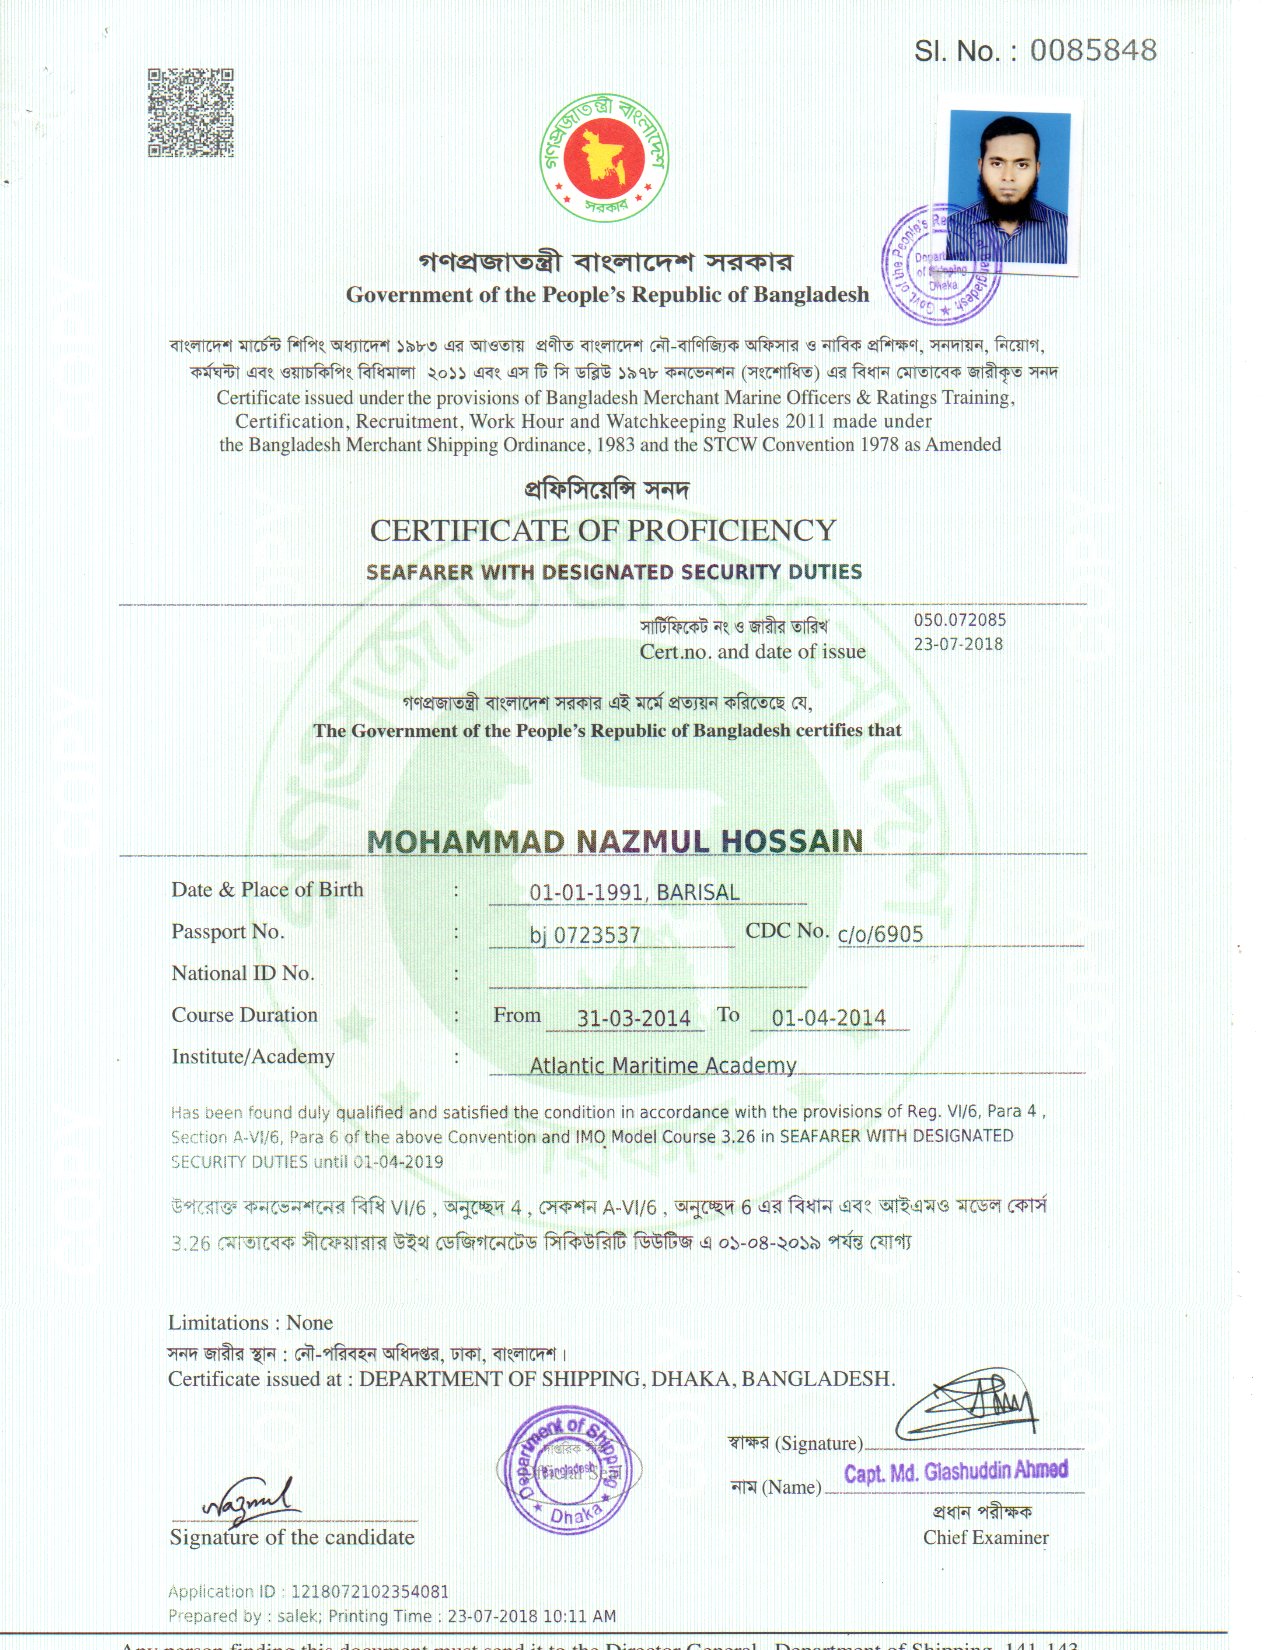 Sl. No. : 0085848
গণপ্রজাতন্ত্রী বাংলাদেশ
সরকার
Govt. of the People's Republic of Bangladesh
Department
of Shipping
Dhaka
গণপ্রজাতন্ত্রী বাংলাদেশ সরকার
Government of the People's Republic of Bangladesh
বাংলাদেশ মার্চেন্ট শিপিং অধ্যাদেশ ১৯৮৩ এর আওতায় প্রণীত বাংলাদেশ নৌ-বাণিজ্যিক অফিসার ও নাবিক প্রশিক্ষণ, সনদায়ন, নিয়োগ,
কর্মঘন্টা এবং ওয়াচকিপিং বিধিমালা ২০১১ এবং এস টি সি ডব্লিউ ১৯৭৮ কনভেনশন (সংশোধিত) এর বিধান মোতাবেক জারীকৃত সনদ
Certificate issued under the provisions of Bangladesh Merchant Marine Officers & Ratings Training,
Certification, Recruitment, Work Hour and Watchkeeping Rules 2011 made under
the Bangladesh Merchant Shipping Ordinance, 1983 and the STCW Convention 1978 as Amended
প্রফিসিয়েন্সি সনদ
CERTIFICATE OF PROFICIENCY
SEAFARER WITH DESIGNATED SECURITY DUTIES
সার্টিফিকেট নং ও জারীর তারিখ 050.072085
Cert.no. and date of issue 23-07-2018
গণপ্রজাতন্ত্রী বাংলাদেশ সরকার এই মর্মে প্রত্যয়ন করিতেছে যে,
The Government of the People's Republic of Bangladesh certifies that
MOHAMMAD NAZMUL HOSSAIN
Date & Place of Birth : 01-01-1991, BARISAL
Passport No. : bj 0723537 CDC No. c/o/6905
National ID No. :
Course Duration : From 31-03-2014 To 01-04-2014
Institute/Academy : Atlantic Maritime Academy
Has been found duly qualified and satisfied the condition in accordance with the provisions of Reg. VI/6, Para 4 ,
Section A-VI/6, Para 6 of the above Convention and IMO Model Course 3.26 in SEAFARER WITH DESIGNATED
SECURITY DUTIES until 01-04-2019
উপরোক্ত কনভেনশনের বিধি VI/6 , অনুচ্ছেদ 4 , সেকশন A-VI/6 , অনুচ্ছেদ 6 এর বিধান এবং আইএমও মডেল কোর্স
3.26 মোতাবেক সীফেয়ারার উইথ ডেজিগনেটেড সিকিউরিটি ডিউটিজ এ ০১-০৪-২০১৯ পর্যন্ত যোগ্য
Limitations : None
সনদ জারীর স্থান : নৌ-পরিবহন অধিদপ্তর, ঢাকা, বাংলাদেশ।
Certificate issued at : DEPARTMENT OF SHIPPING, DHAKA, BANGLADESH.
Department of Shipping
Bangladesh
Official Seal
Dhaka
স্বাক্ষর (Signature)
নাম (Name) Capt. Md. Giashuddin Ahmed
প্রধান পরীক্ষক
Chief Examiner
Nazmul
Signature of the candidate
Application ID : 1218072102354081
Prepared by : salek; Printing Time : 23-07-2018 10:11 AM
Any person finding this document must send it to the Director General, Department of Shipping, 141-143